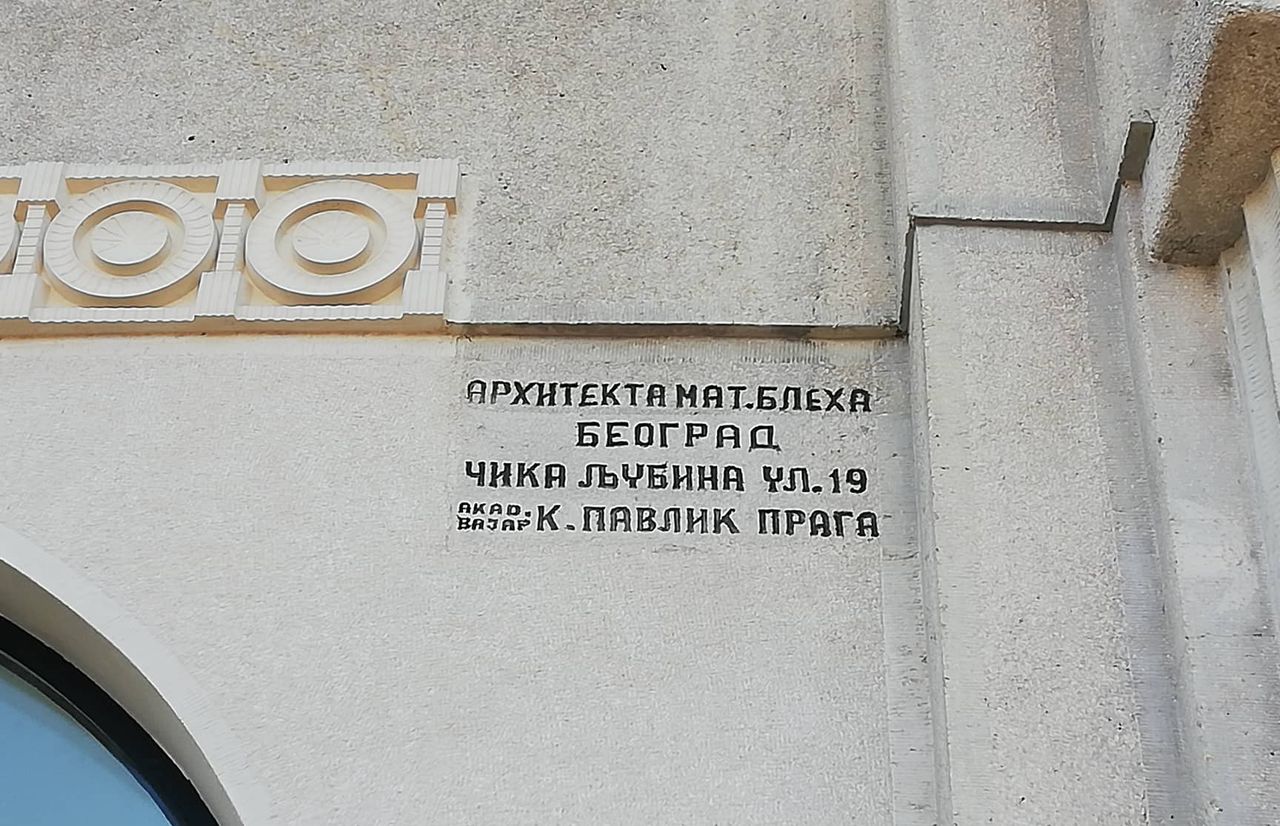 АРХИТЕКТА МАТ. БЛЕХА
БЕОГРАД
ЧИКА ЉУБИНА УЛ. 19
АКАД. ВАЈАР К. ПАВЛИК ПРАГА